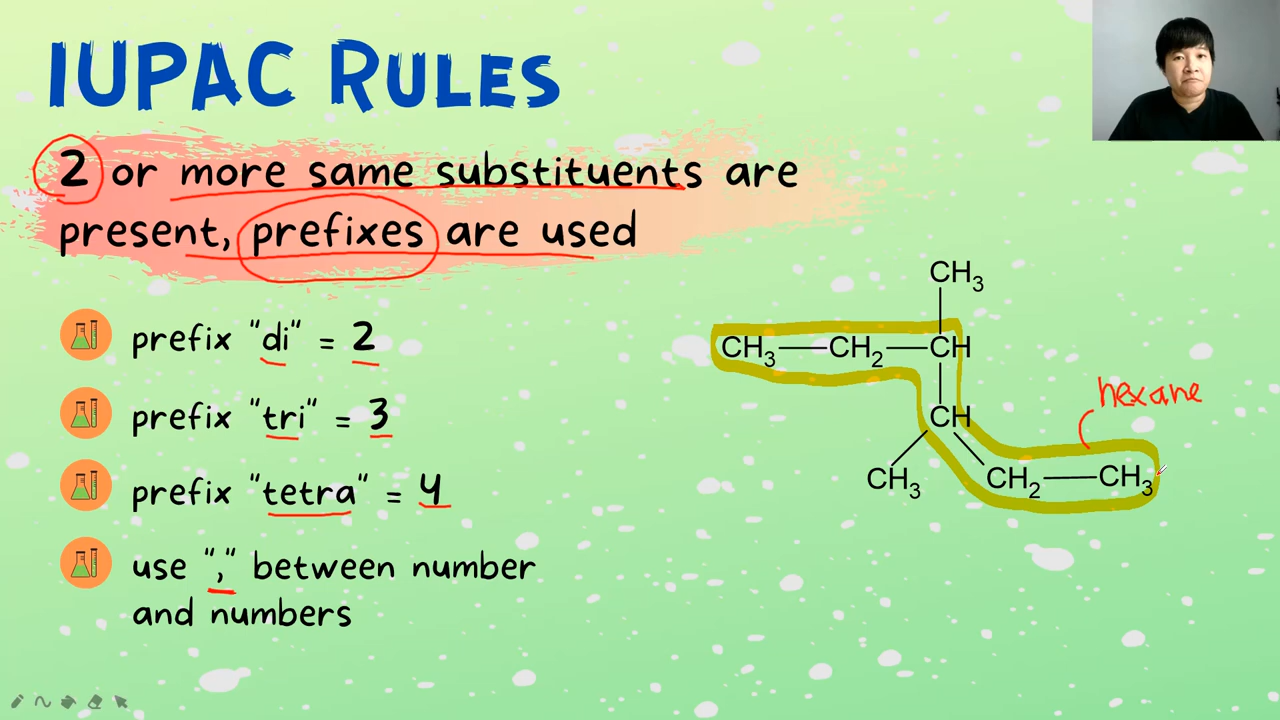 IUPAC RULES
2 or more same substituents are
present, prefixes are used
prefix "di" = 2
prefix "tri" = 3
prefix "tetra" = 4
use "," between number
and numbers
CH3
CH3—CH2—CH
hexane
CH
CH3
CH2—CH3